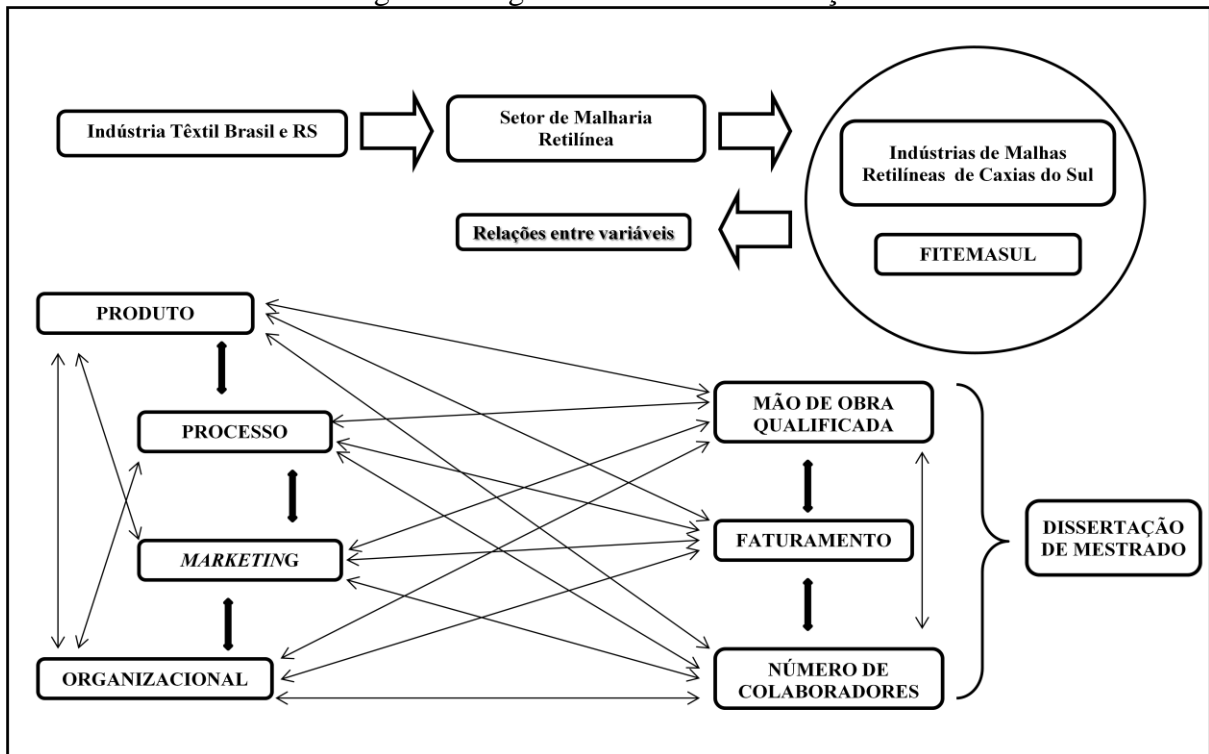 Indústria Têxtil Brasil e RS
Setor de Malharia
Retilínea
Indústrias de Malhas
Retilíneas de Caxias do Sul
FITEMASUL
Relações entre variáveis
PRODUTO
PROCESSO
MARKETING
ORGANIZACIONAL
MÃO DE OBRA
QUALIFICADA
FATURAMENTO
NÚMERO DE
COLABORADORES
DISSERTAÇÃO
DE MESTRADO